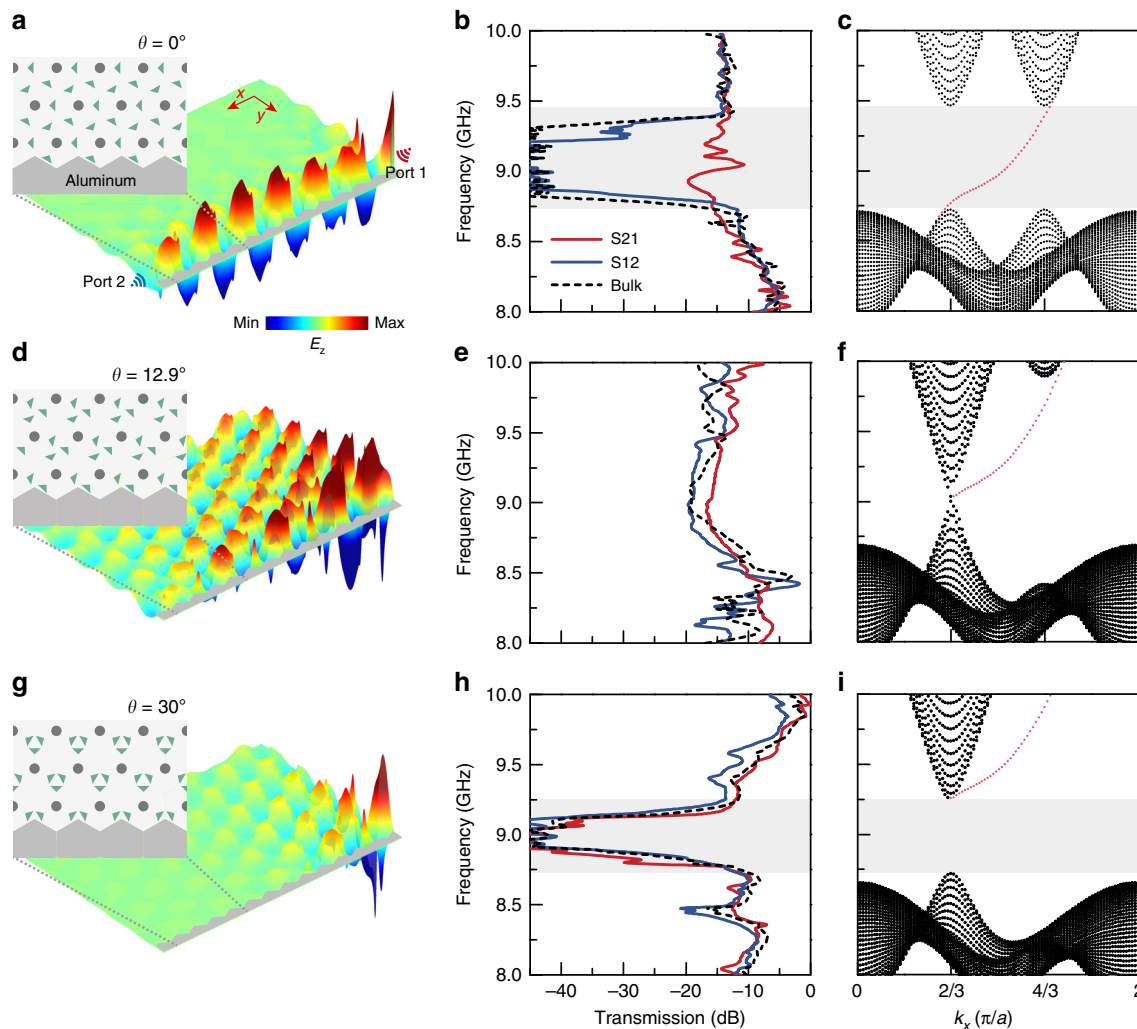 a
θ = 0°
x
y
Aluminum
Port 1
Port 2
Min Max
E_z
b
10.0
9.5
9.0
8.5
8.0
Frequency (GHz)
S21
S12
Bulk
c
d
θ = 12.9°
e
10.0
9.5
9.0
8.5
8.0
Frequency (GHz)
f
g
θ = 30°
h
10.0
9.5
9.0
8.5
8.0
Frequency (GHz)
−40 −30 −20 −10 0
Transmission (dB)
i
0 2/3 4/3 2
k_x (π/a)